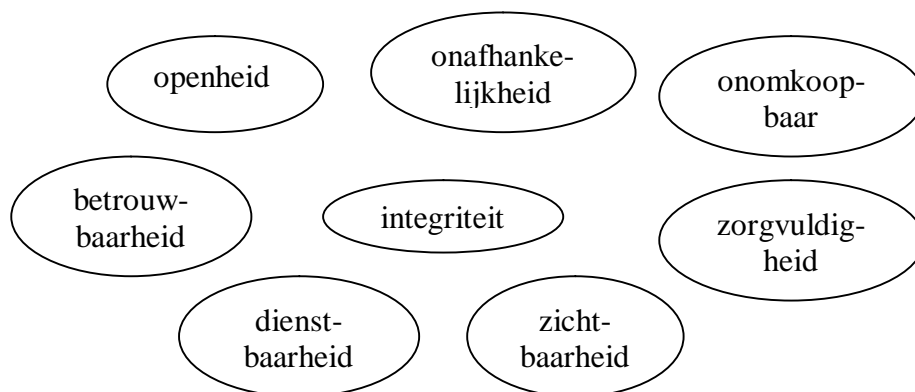 openheid
onafhanke-
lijkheid
onomkoop-
baar
betrouw-
baarheid
integriteit
zorgvuldig-
heid
dienst-
baarheid
zicht-
baarheid